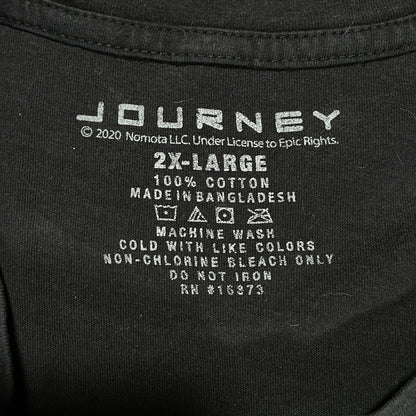 JOURNEY
© 2020 Nomota LLC. Under License to Epic Rights.
2X-LARGE
100% COTTON
MADE IN BANGLADESH
MACHINE WASH
COLD WITH LIKE COLORS
NON-CHLORINE BLEACH ONLY
DO NOT IRON
RN #16373